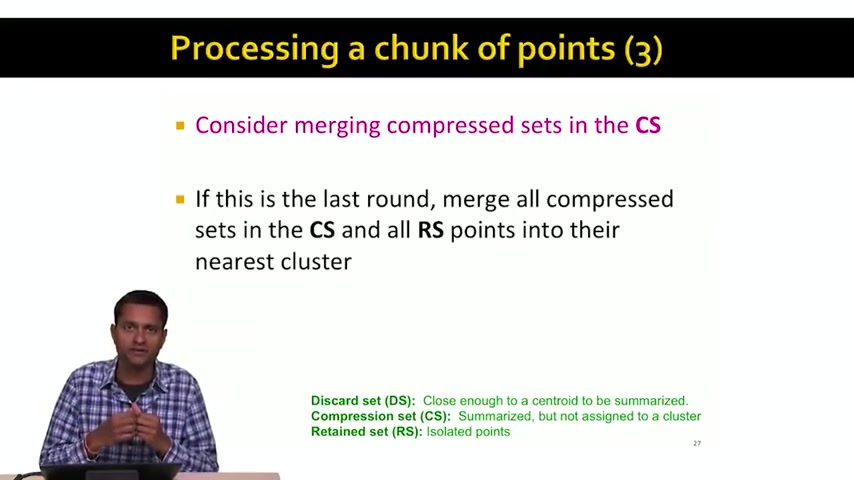 Processing a chunk of points (3)
Consider merging compressed sets in the CS
If this is the last round, merge all compressed
sets in the CS and all RS points into their
nearest cluster
Discard set (DS): Close enough to a centroid to be summarized.
Compression set (CS): Summarized, but not assigned to a cluster
Retained set (RS): Isolated points
27